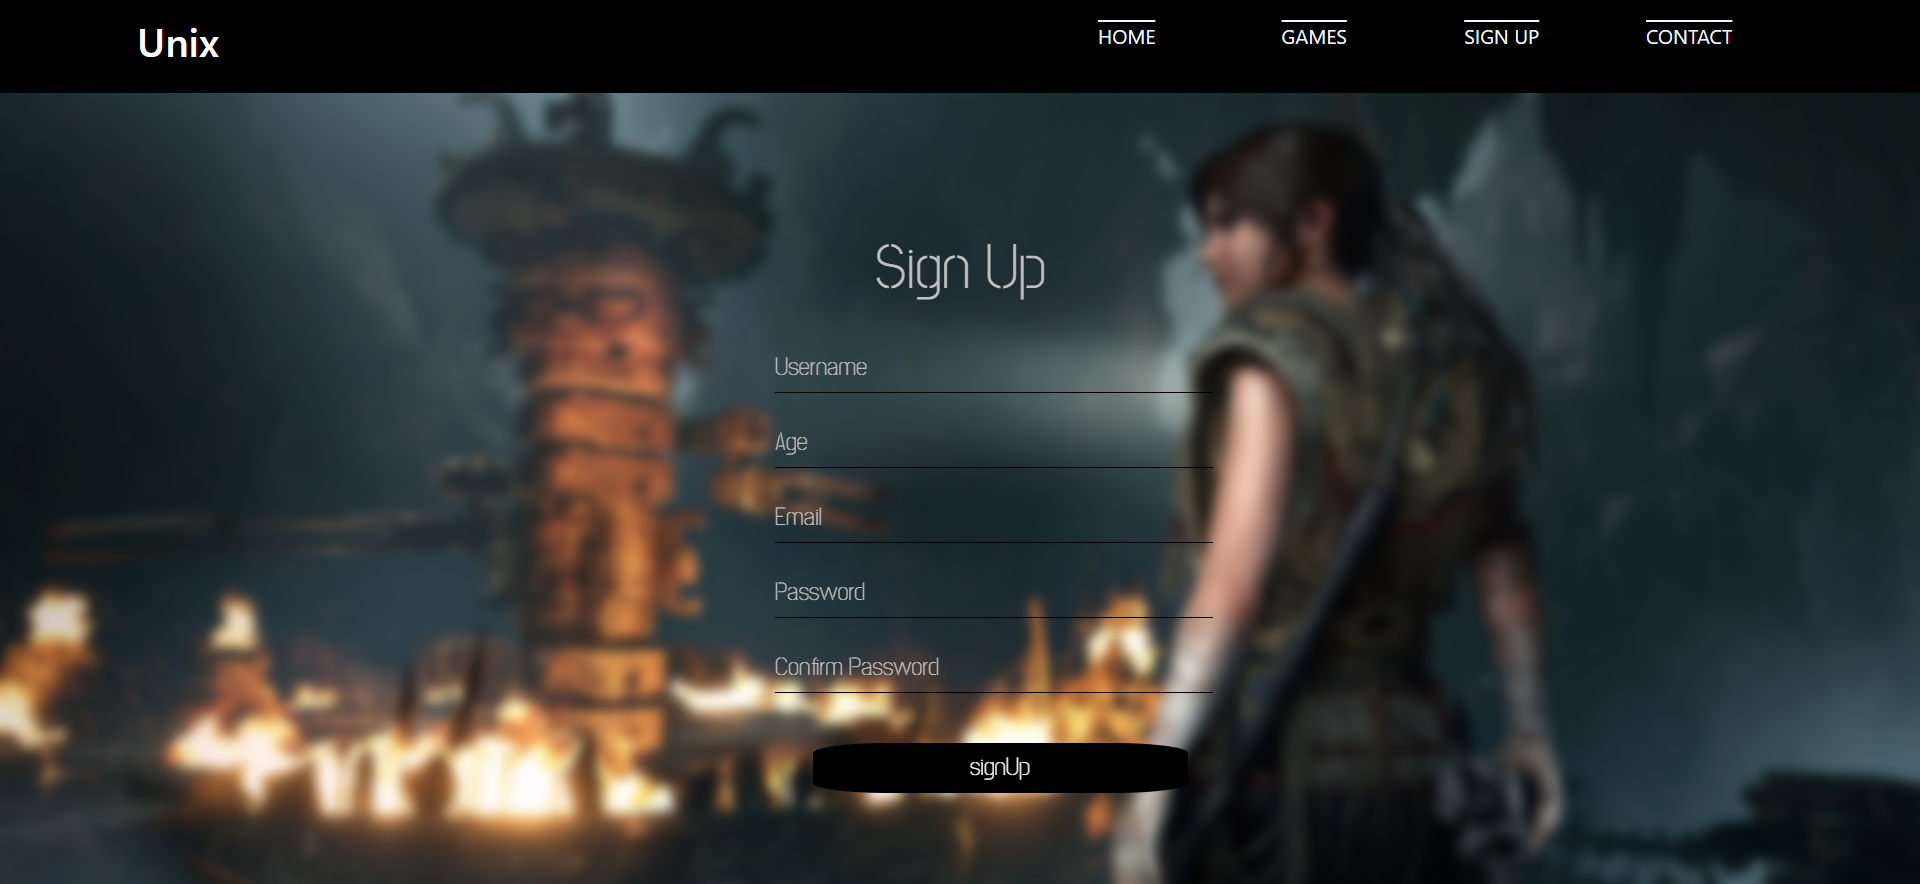 Unix
HOME GAMES SIGN UP CONTACT
Sign Up
Username
Age
Email
Password
Confirm Password
signUp